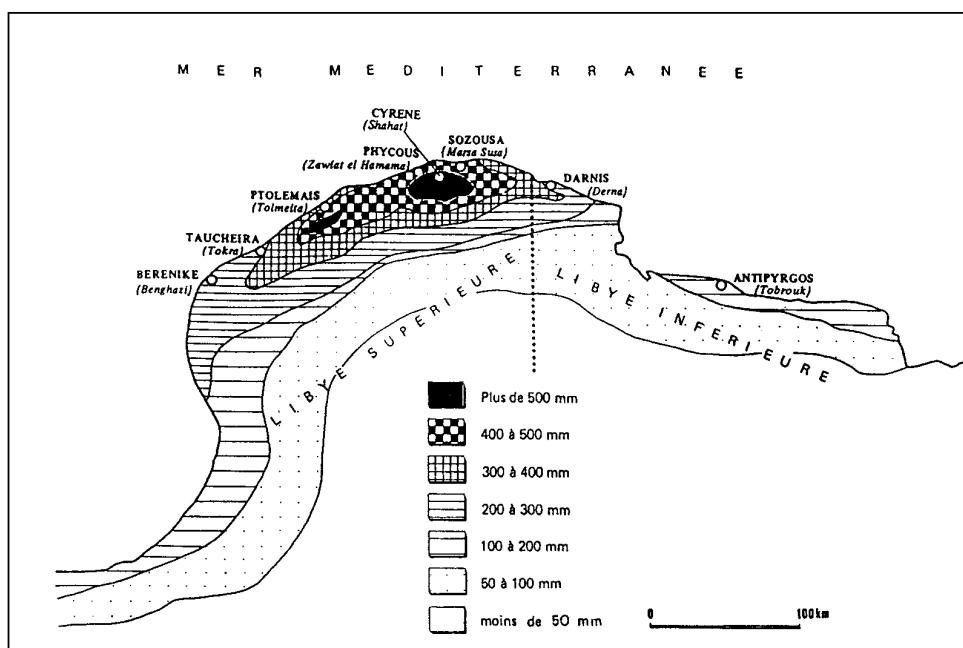 MER MEDITERRANEE
CYRENE
(Shahat)
SOZOUSA
(Marsa Susa)
PHYCOUS
(Zawiat el Hamama)
DARNIS
(Derna)
PTOLEMAIS
(Tolmeita)
TAUCHEIRA
(Tokra)
BERENIKE
(Benghazi)
ANTIPYRGOS
(Tobrouk)
LIBYE SUPERIEURE
LIBYE INFERIEURE
Plus de 500 mm
400 à 500 mm
300 à 400 mm
200 à 300 mm
100 à 200 mm
50 à 100 mm
moins de 50 mm
0 100km